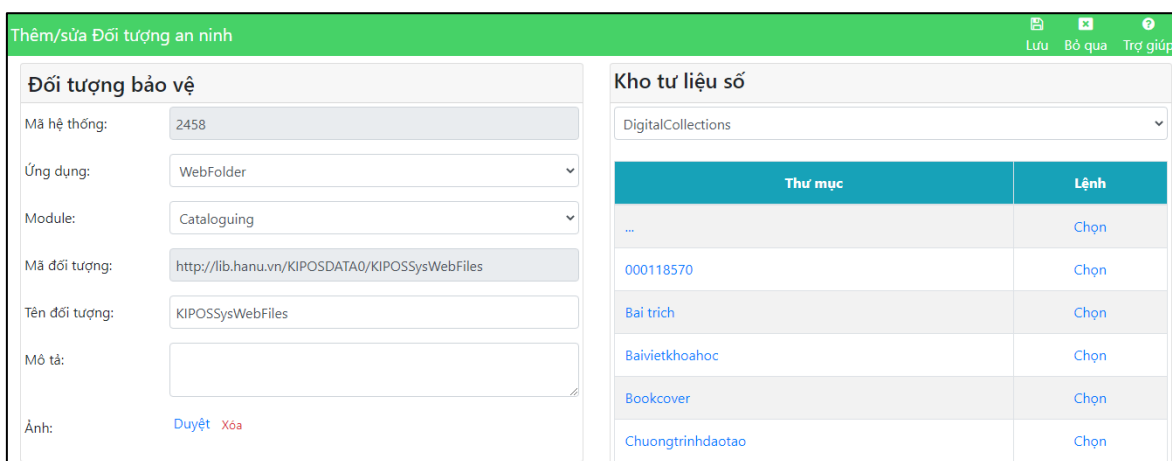 Thêm/sửa Đối tượng an ninh
Lưu Bỏ qua Trợ giúp
Đối tượng bảo vệ
Mã hệ thống: 2458
Ứng dụng: WebFolder
Module: Cataloguing
Mã đối tượng: http://lib.hanu.vn/KIPOSDATA0/KIPOSSysWebFiles
Tên đối tượng: KIPOSSysWebFiles
Mô tả:
Ảnh: Duyệt Xóa
Kho tư liệu số
DigitalCollections
Thư mục Lệnh
... Chọn
000118570 Chọn
Bai trich Chọn
Baivietkhoahoc Chọn
Bookcover Chọn
Chuongtrinhdaotao Chọn